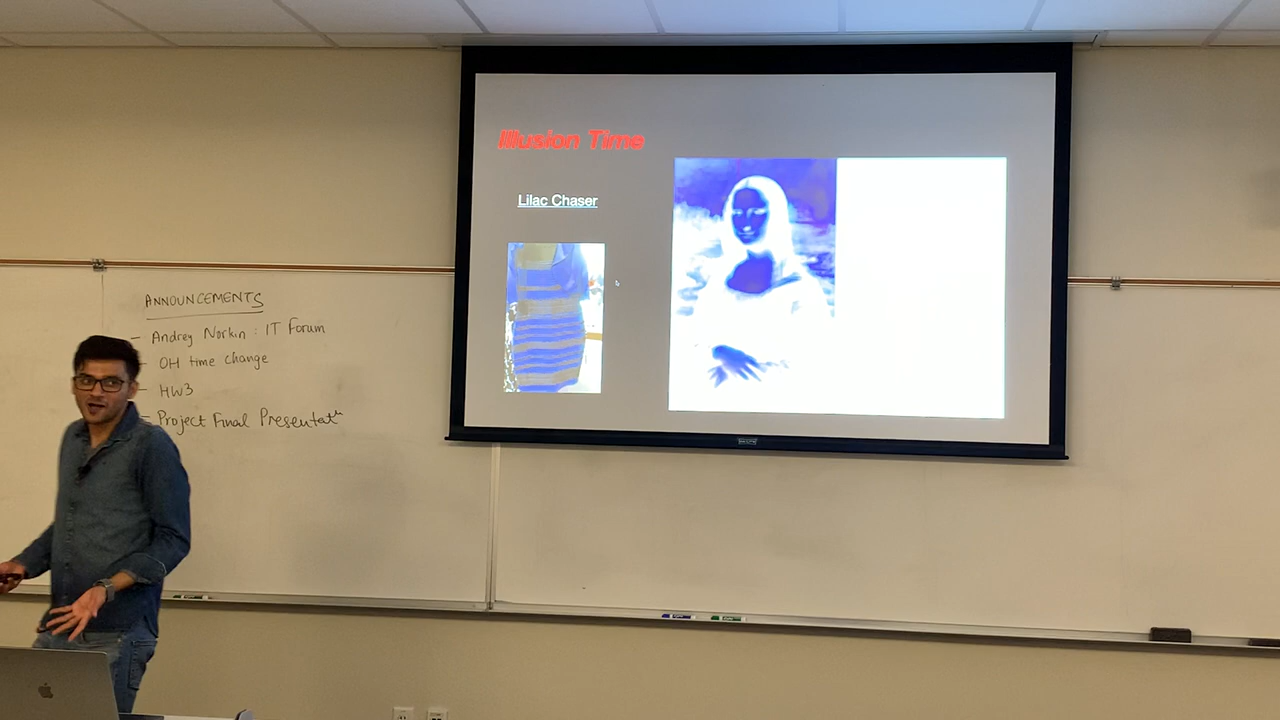 Illusion Time
Lilac Chaser
ANNOUNCEMENTS
- Andrey Norkin : IT Forum
- OH time change
- HW3
- Project Final Presentatn